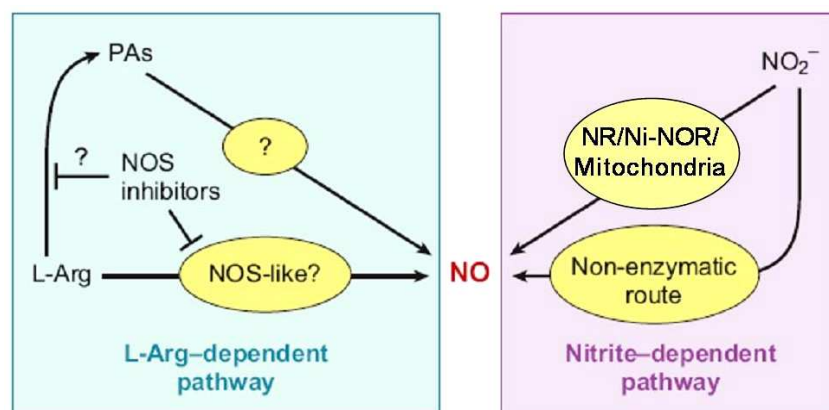 PAs
?
?
NOS
inhibitors
L-Arg
NOS-like?
L-Arg–dependent
pathway
NO
NO₂⁻
NR/Ni-NOR/
Mitochondria
Non-enzymatic
route
Nitrite–dependent
pathway